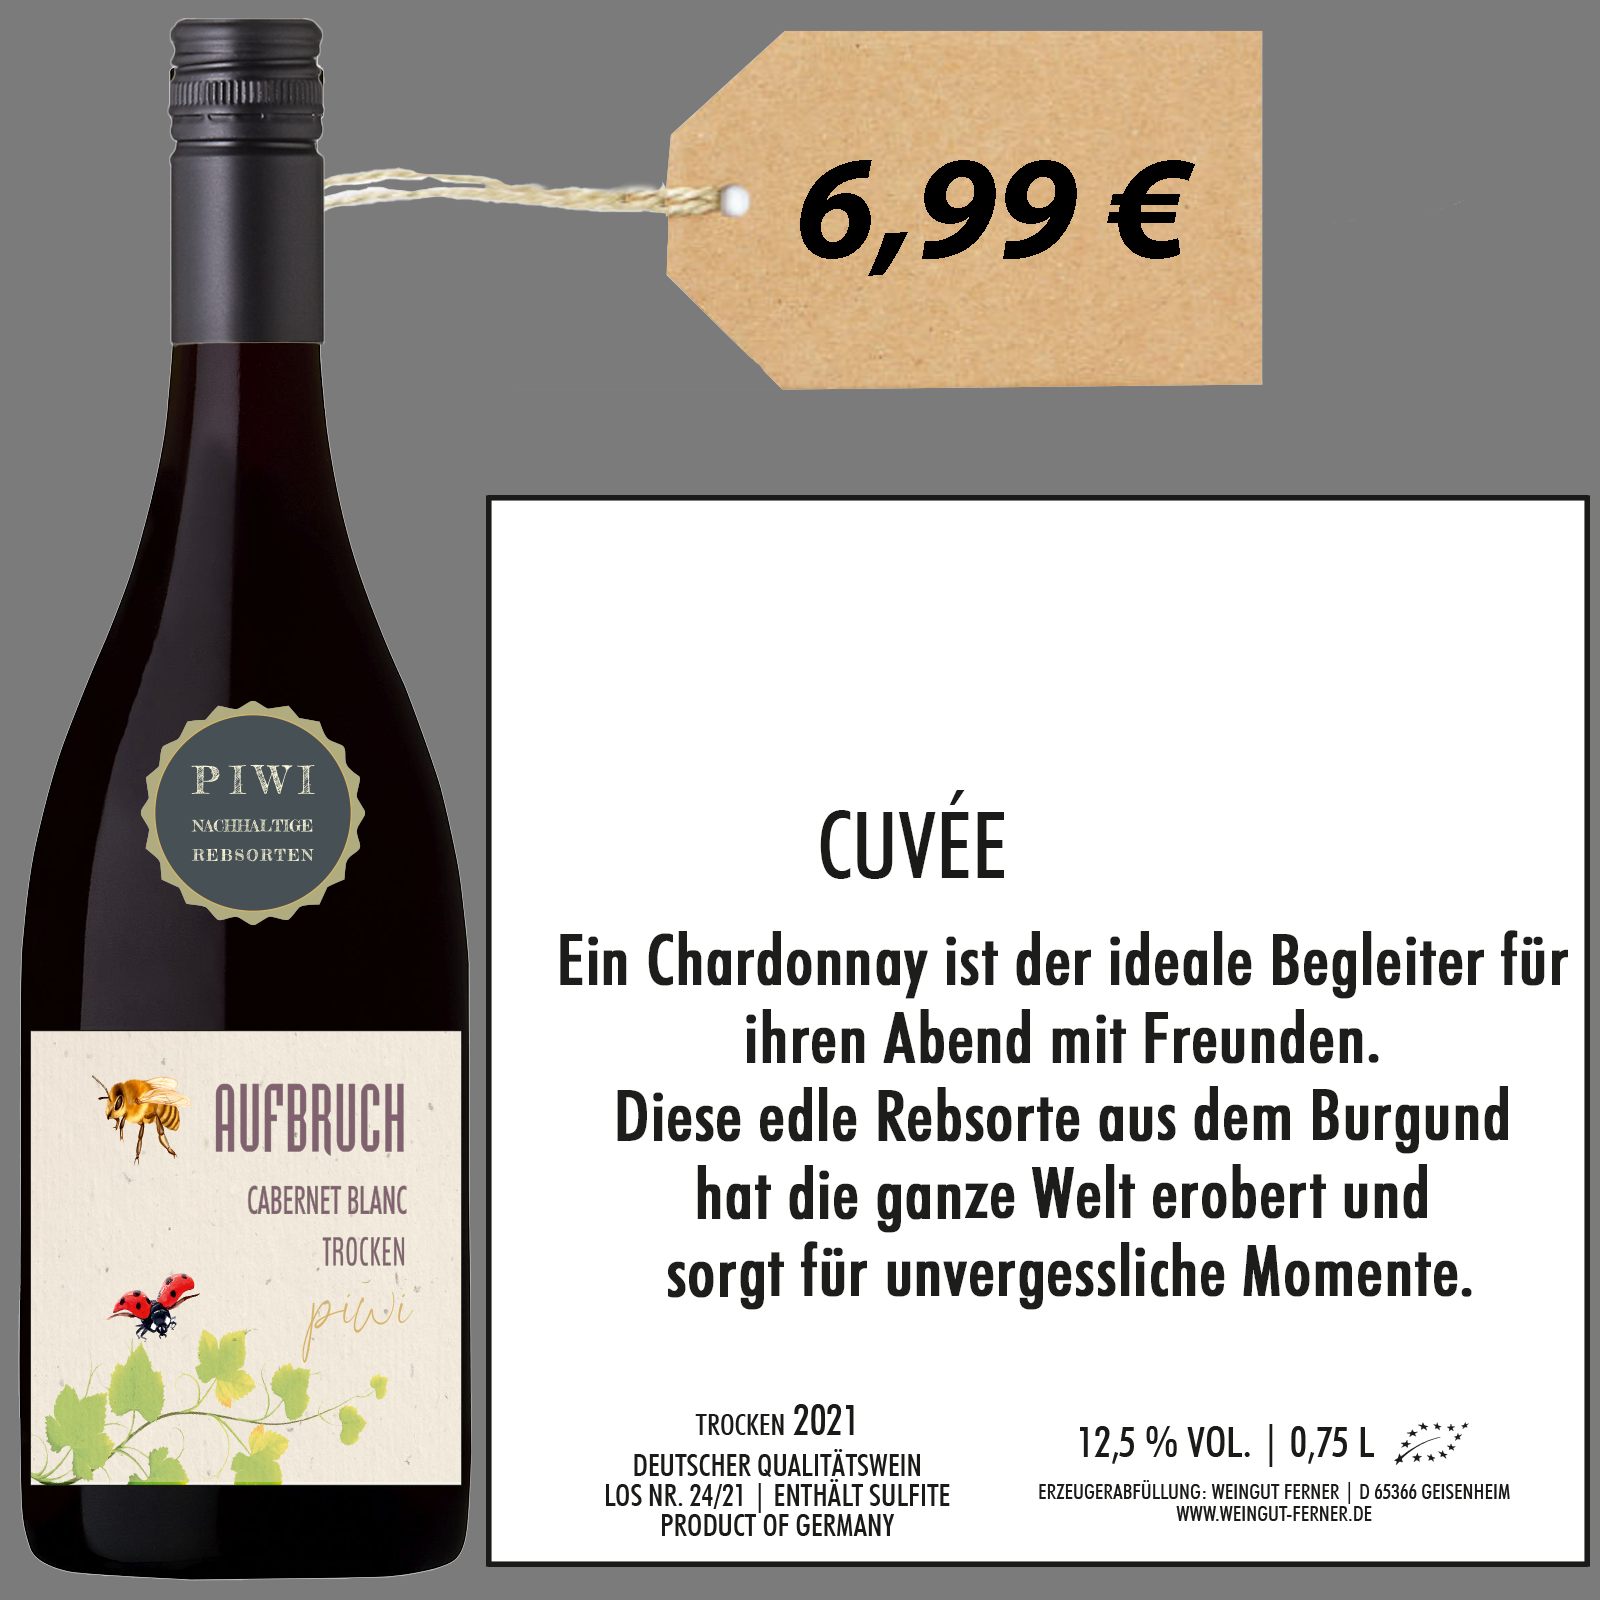 6,99 €
PIWI
NACHHALTIGE
REBSORTEN
AUFBRUCH
CABERNET BLANC
TROCKEN
piwi
CUVÉE
Ein Chardonnay ist der ideale Begleiter für
ihren Abend mit Freunden.
Diese edle Rebsorte aus dem Burgund
hat die ganze Welt erobert und
sorgt für unvergessliche Momente.
TROCKEN 2021
DEUTSCHER QUALITÄTSWEIN
LOS NR. 24/21 | ENTHÄLT SULFITE
PRODUCT OF GERMANY
12,5 % VOL. | 0,75 L
ERZEUGERABFÜLLUNG: WEINGUT FERNER | D 65366 GEISENHEIM
WWW.WEINGUT-FERNER.DE